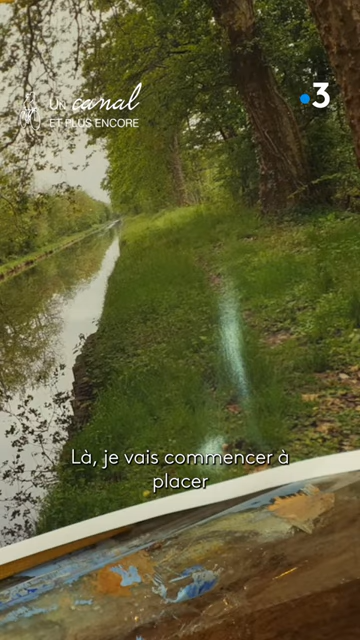 UN canal
ET PLUS ENCORE
3
Là, je vais commencer à
placer